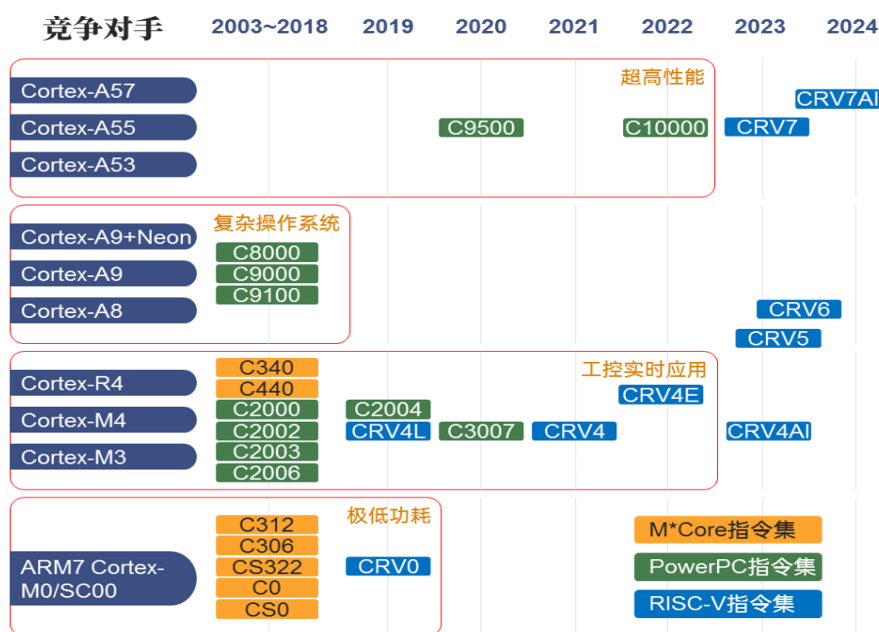 竞争对手 2003~2018 2019 2020 2021 2022 2023 2024
超高性能
Cortex-A57
CRV7AI
Cortex-A55 C9500 C10000 CRV7
Cortex-A53
复杂操作系统
Cortex-A9+Neon
C8000
Cortex-A9 C9000
C9100
Cortex-A8 CRV6
CRV5
C340 工控实时应用
Cortex-R4 C440 CRV4E
C2000 C2004
Cortex-M4
C2002 CRV4L C3007 CRV4 CRV4AI
Cortex-M3 C2003
C2006
C312 极低功耗 M*Core指令集
C306
ARM7 Cortex-
M0/SC00
CS322 CRV0 PowerPC指令集
C0
CS0 RISC-V指令集